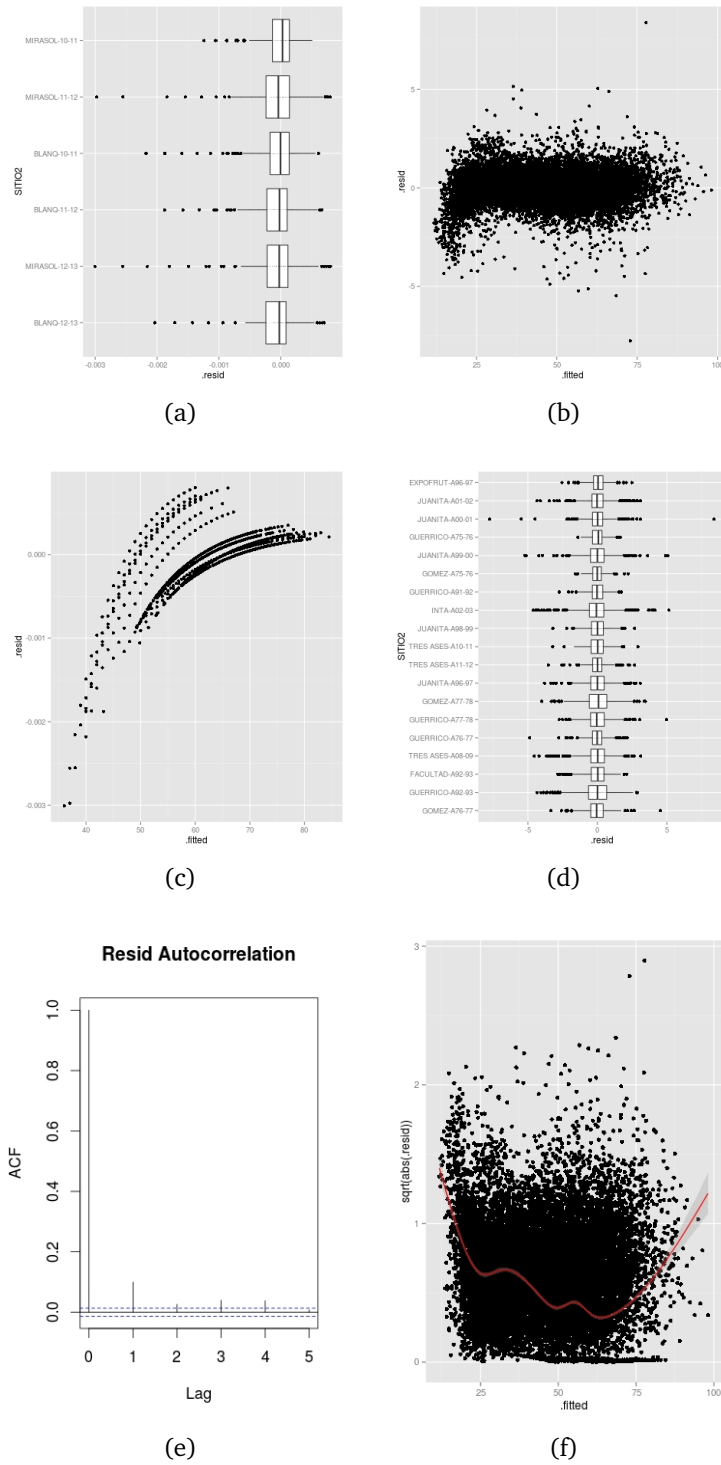 MIRASOL-10-11
MIRASOL-11-12
BLANQ-10-11
BLANQ-11-12
MIRASOL-12-13
BLANQ-12-13
SITIO2
-0.003
-0.002
-0.001
0.000
.resid
(a)
5
0
-5
.resid
25
50
75
100
.fitted
(b)
0.000
-0.001
-0.002
-0.003
.resid
40
50
60
70
80
.fitted
(c)
EXPOFRUT-A96-97
JUANITA-A01-02
JUANITA-A00-01
GUERRICO-A75-76
JUANITA-A99-00
GOMEZ-A75-76
GUERRICO-A91-92
INTA-A02-03
JUANITA-A98-99
TRES ASES-A10-11
TRES ASES-A11-12
JUANITA-A96-97
GOMEZ-A77-78
GUERRICO-A77-78
GUERRICO-A76-77
TRES ASES-A08-09
FACULTAD-A92-93
GUERRICO-A92-93
GOMEZ-A76-77
SITIO2
-5
0
5
.resid
(d)
Resid Autocorrelation
1.0
0.8
0.6
0.4
0.2
0.0
ACF
0
1
2
3
4
5
Lag
(e)
3
2
1
0
sqrt(abs(.resid))
25
50
75
100
.fitted
(f)